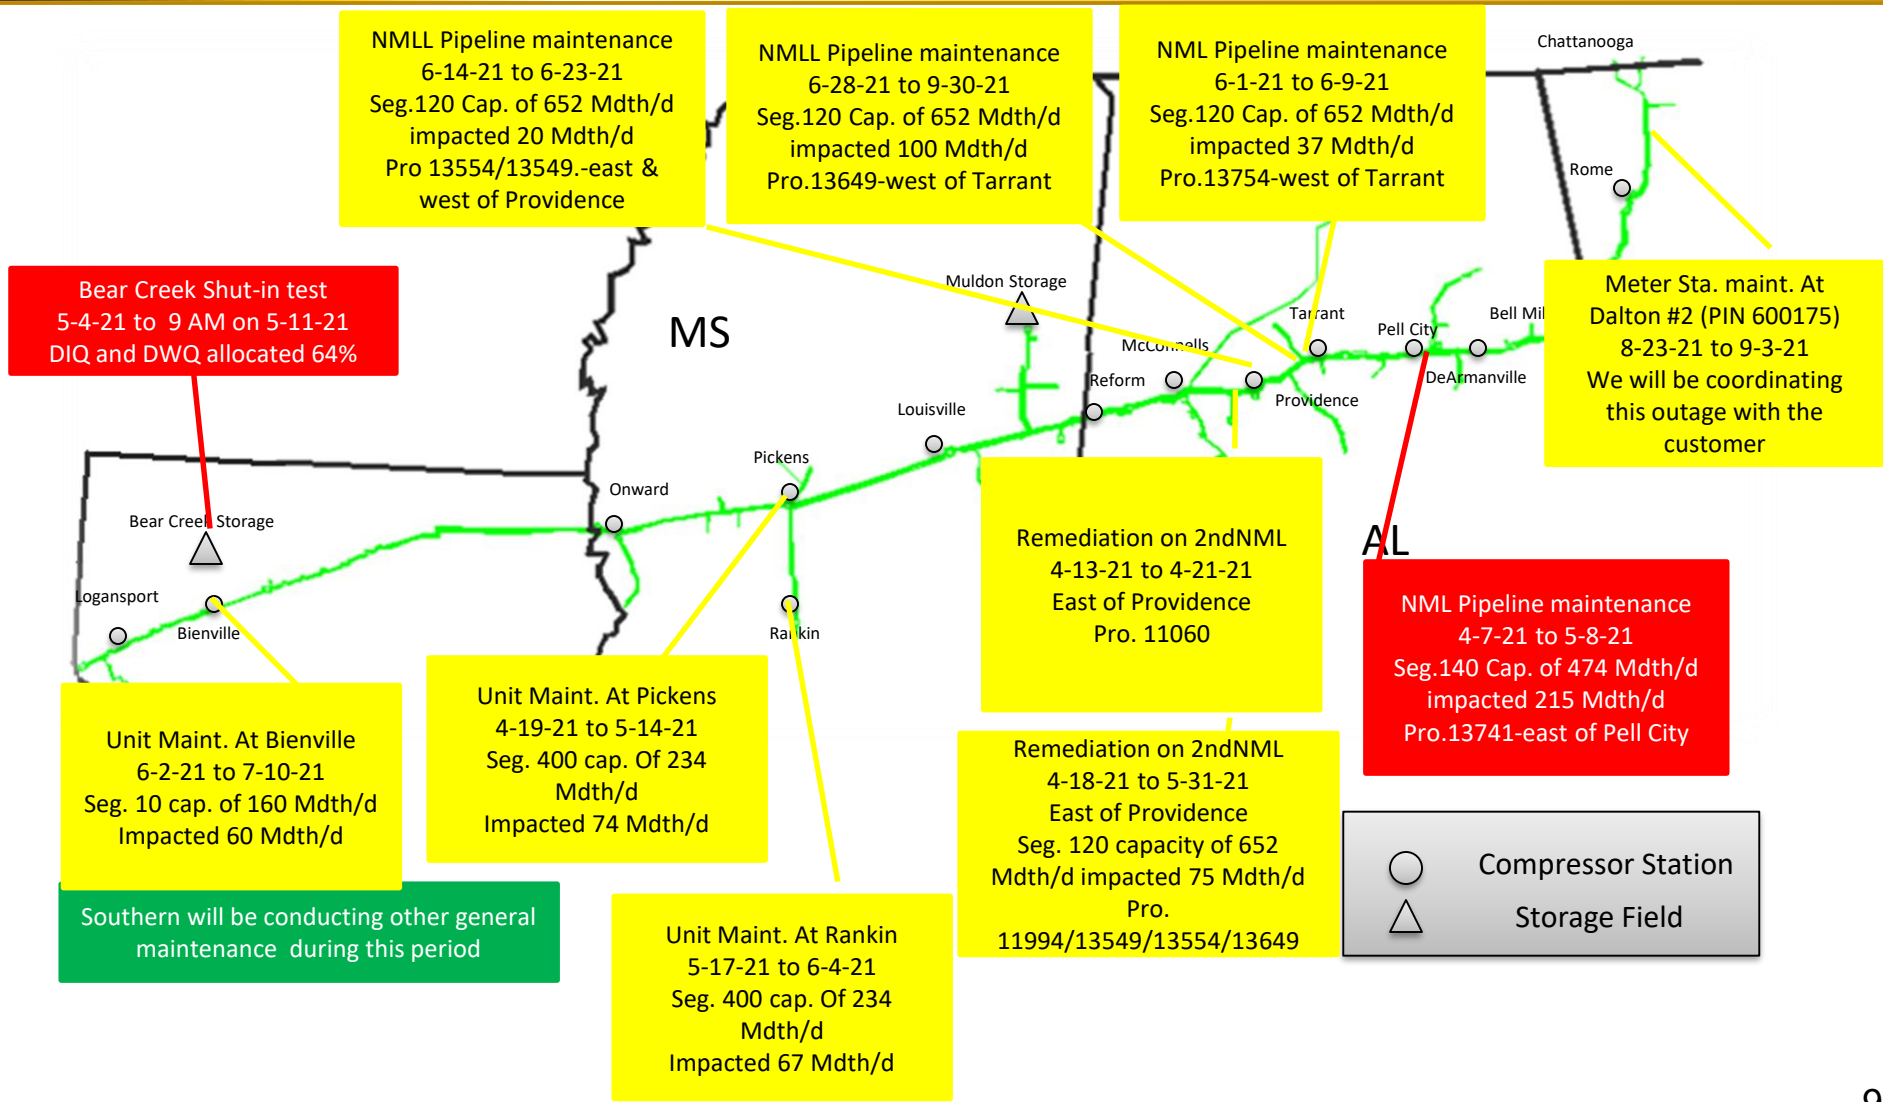 NMLL Pipeline maintenance
6-14-21 to 6-23-21
Seg.120 Cap. of 652 Mdth/d
impacted 20 Mdth/d
Pro 13554/13549.-east &
west of Providence
NMLL Pipeline maintenance
6-28-21 to 9-30-21
Seg.120 Cap. of 652 Mdth/d
impacted 100 Mdth/d
Pro.13649-west of Tarrant
NML Pipeline maintenance
6-1-21 to 6-9-21
Seg.120 Cap. of 652 Mdth/d
impacted 37 Mdth/d
Pro.13754-west of Tarrant
Chattanooga
Rome
Bear Creek Shut-in test
5-4-21 to 9 AM on 5-11-21
DIQ and DWQ allocated 64%
MS
Muldon Storage
Meter Sta. maint. At
Dalton #2 (PIN 600175)
8-23-21 to 9-3-21
We will be coordinating
this outage with the
customer
Tarrant
Pell City
Bell Mil
McConnells
Reform
DeArmanville
Providence
Louisville
Pickens
Onward
Bear Creek Storage
Logansport
Bienville
Rankin
AL
Remediation on 2ndNML
4-13-21 to 4-21-21
East of Providence
Pro. 11060
NML Pipeline maintenance
4-7-21 to 5-8-21
Seg.140 Cap. of 474 Mdth/d
impacted 215 Mdth/d
Pro.13741-east of Pell City
Unit Maint. At Bienville
6-2-21 to 7-10-21
Seg. 10 cap. of 160 Mdth/d
Impacted 60 Mdth/d
Unit Maint. At Pickens
4-19-21 to 5-14-21
Seg. 400 cap. Of 234
Mdth/d
Impacted 74 Mdth/d
Remediation on 2ndNML
4-18-21 to 5-31-21
East of Providence
Seg. 120 capacity of 652
Mdth/d impacted 75 Mdth/d
Pro.
11994/13549/13554/13649
Compressor Station
Storage Field
Southern will be conducting other general
maintenance during this period
Unit Maint. At Rankin
5-17-21 to 6-4-21
Seg. 400 cap. Of 234
Mdth/d
Impacted 67 Mdth/d
9